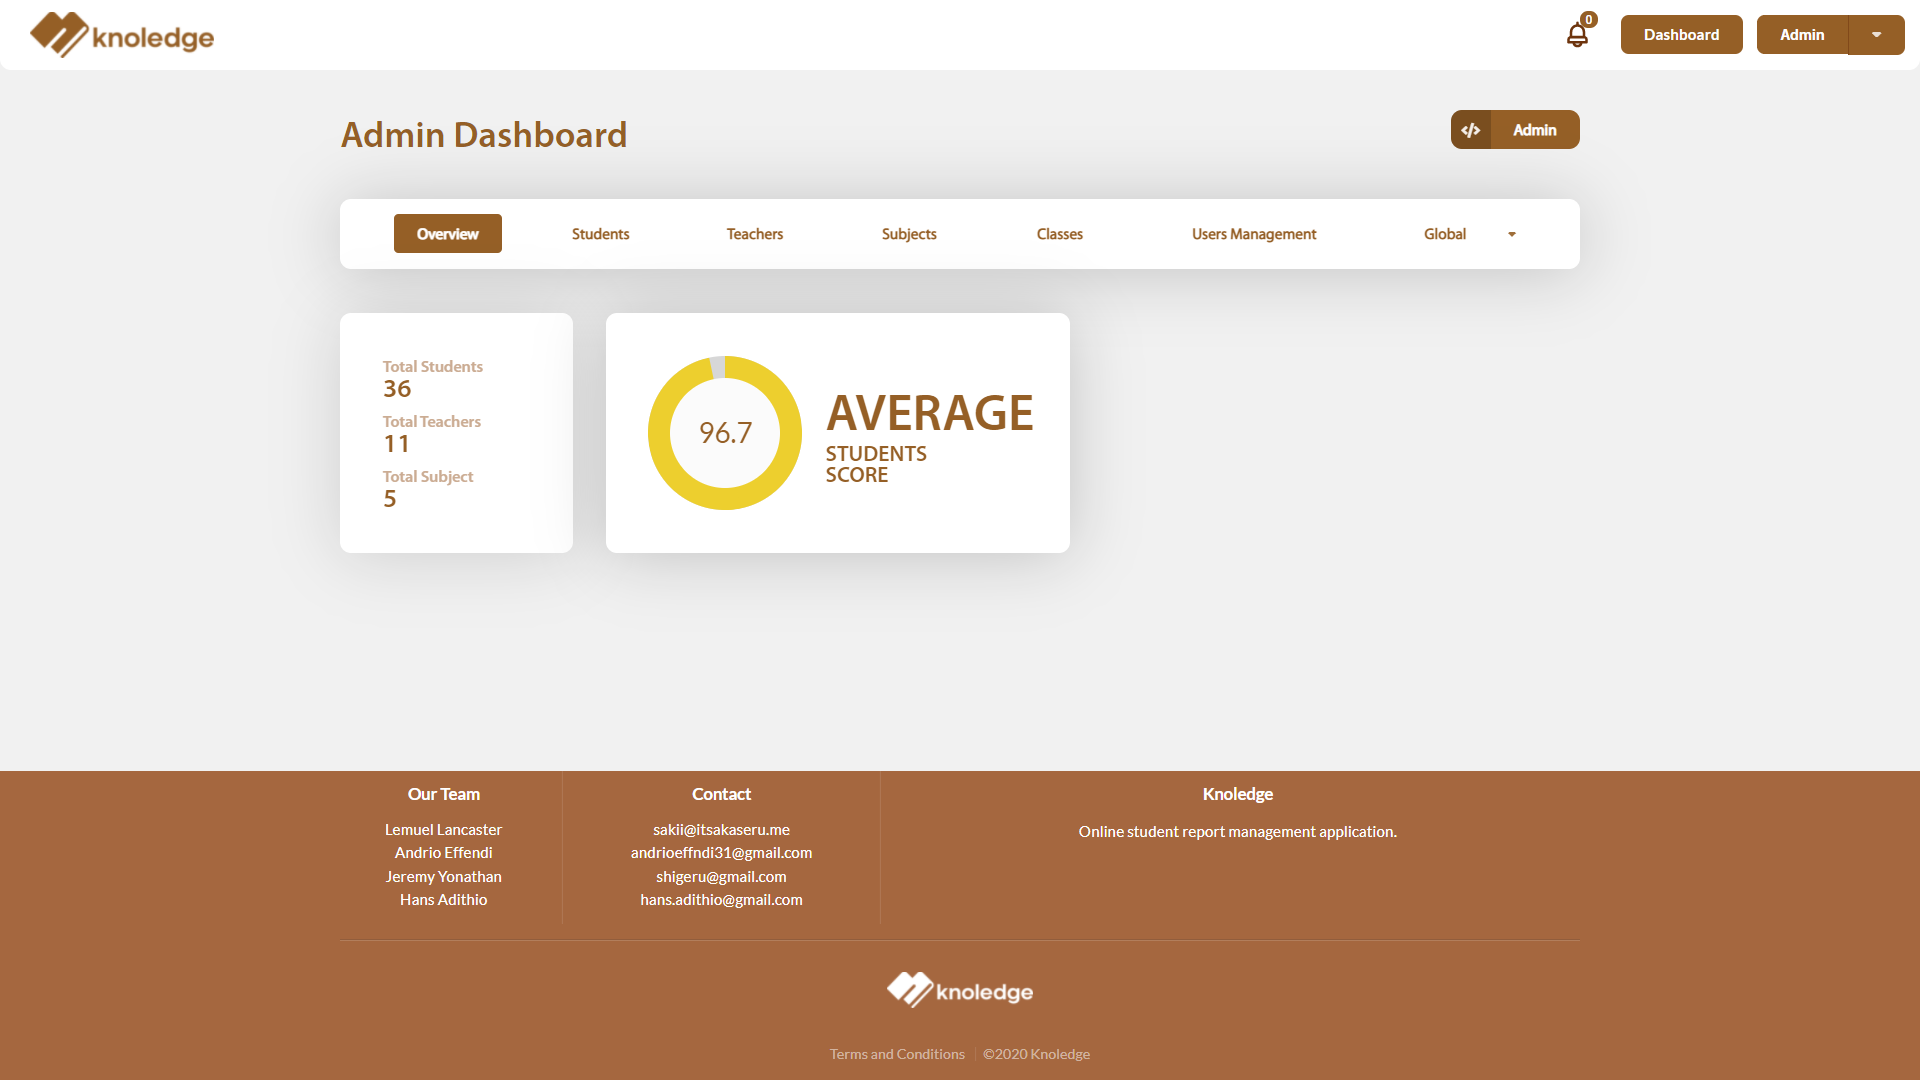 knoledge
0
Dashboard
Admin
Admin Dashboard
Admin
Overview
Students
Teachers
Subjects
Classes
Users Management
Global
Total Students
36
Total Teachers
11
Total Subject
5
96.7
AVERAGE
STUDENTS
SCORE
Our Team
Lemuel Lancaster
Andrio Effendi
Jeremy Yonathan
Hans Adithio
Contact
sakii@itsakaseru.me
andrioeffndi31@gmail.com
shigeru@gmail.com
hans.adithio@gmail.com
Knoledge
Online student report management application.
knoledge
Terms and Conditions
©2020 Knoledge